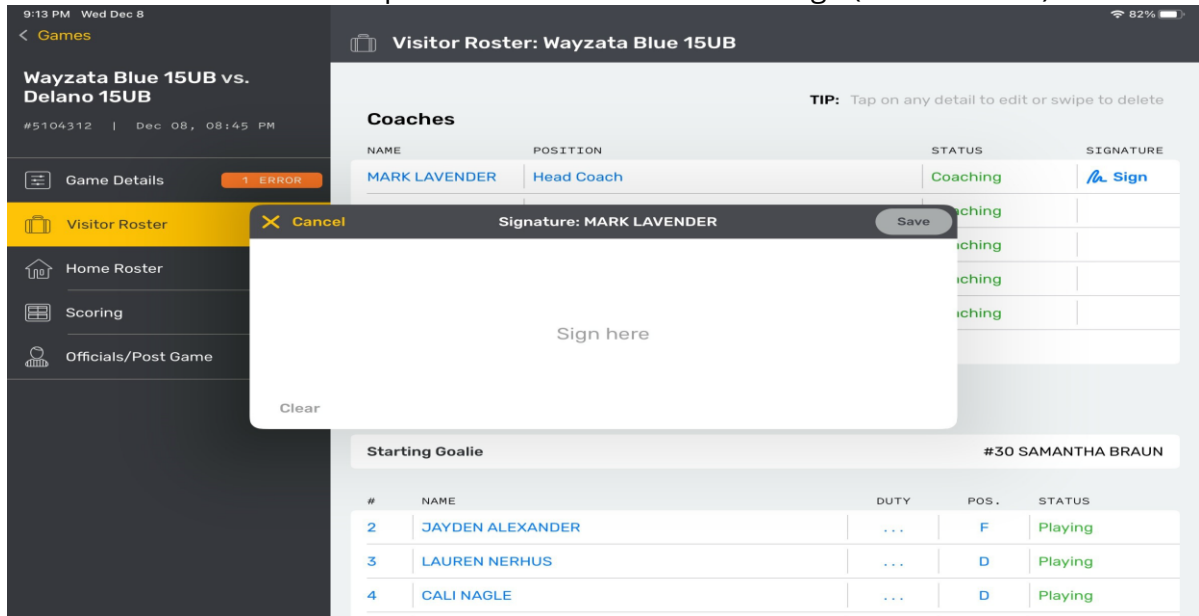 9:13 PM Wed Dec 8
82%
< Games
Visitor Roster: Wayzata Blue 15UB
Wayzata Blue 15UB vs.
Delano 15UB
#5104312 | Dec 08, 08:45 PM
Game Details 1 ERROR
Visitor Roster
Home Roster
Scoring
Officials/Post Game
TIP: Tap on any detail to edit or swipe to delete
Coaches
NAME POSITION STATUS SIGNATURE
MARK LAVENDER Head Coach Coaching Sign
Cancel Signature: MARK LAVENDER Save
Sign here
Clear
Starting Goalie #30 SAMANTHA BRAUN
# NAME DUTY POS. STATUS
2 JAYDEN ALEXANDER ... F Playing
3 LAUREN NERHUS ... D Playing
4 CALI NAGLE ... D Playing